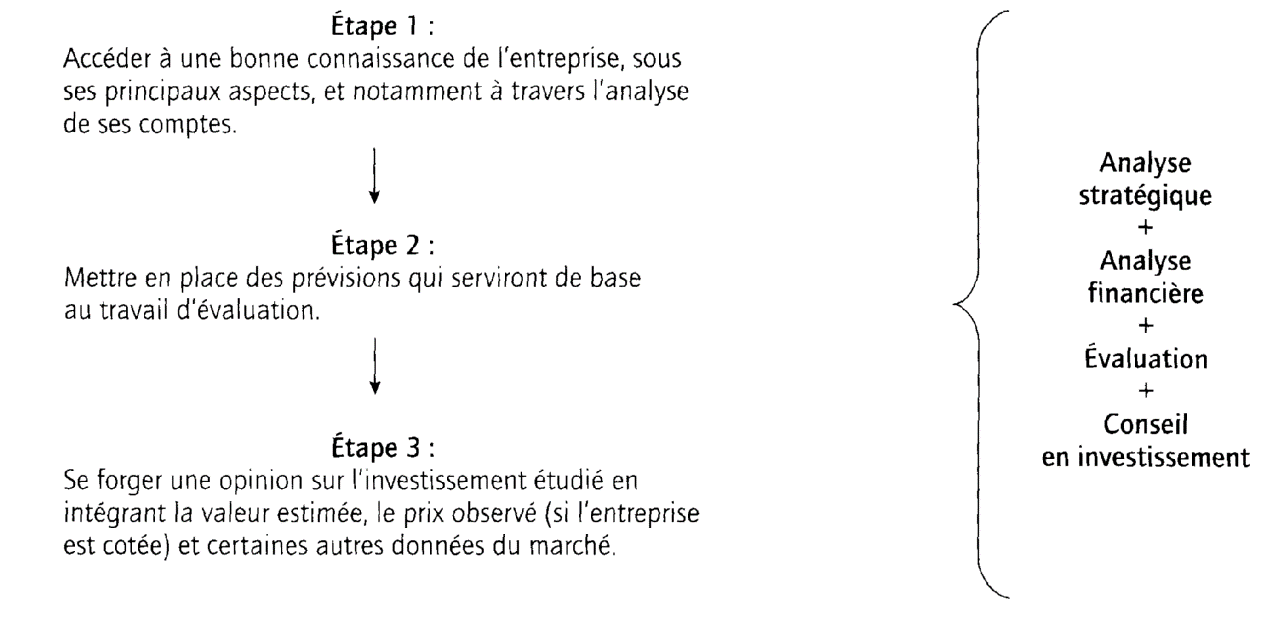 Étape 1 :
Accéder à une bonne connaissance de l'entreprise, sous
ses principaux aspects, et notamment à travers l'analyse
de ses comptes.
Étape 2 :
Mettre en place des prévisions qui serviront de base
au travail d'évaluation.
Étape 3 :
Se forger une opinion sur l'investissement étudié en
intégrant la valeur estimée, le prix observé (si l'entreprise
est cotée) et certaines autres données du marché.
Analyse
stratégique
+
Analyse
financière
+
Évaluation
+
Conseil
en investissement